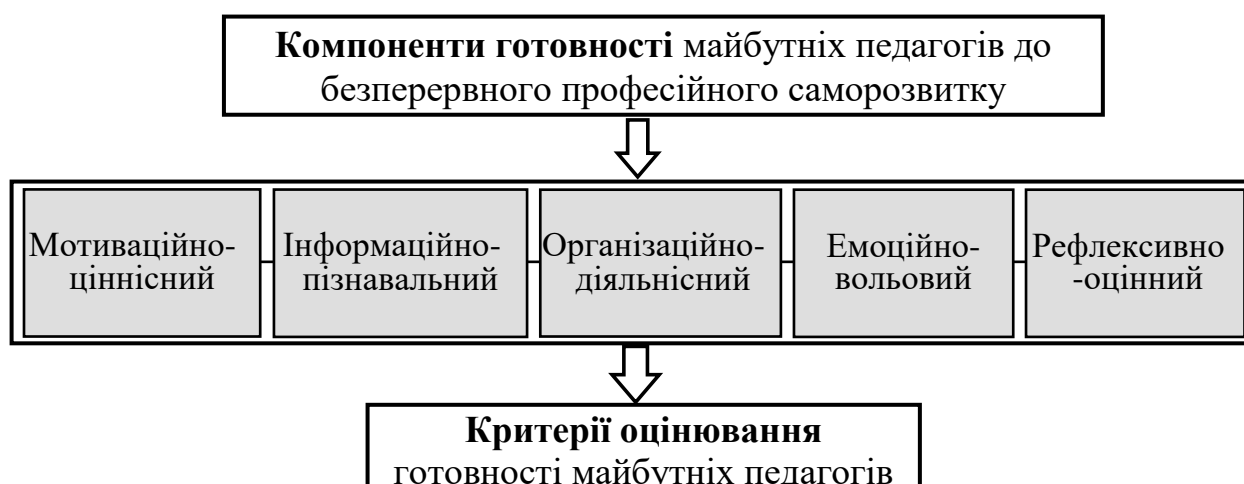 Компоненти готовності майбутніх педагогів до
безперервного професійного саморозвитку
Мотиваційно-
ціннісний
Інформаційно-
пізнавальний
Організаційно-
діяльнісний
Емоційно-
вольовий
Рефлексивно
-оцінний
Критерії оцінювання
готовності майбутніх педагогів